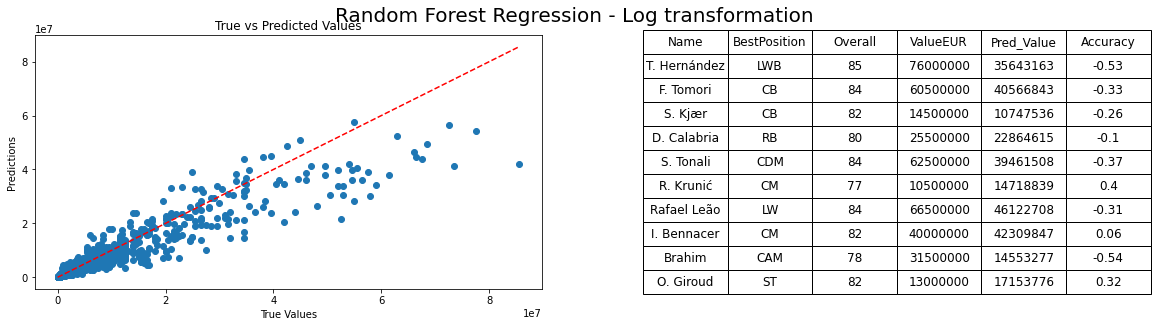 Random Forest Regression - Log transformation
True vs Predicted Values
1e7
8
6
4
2
0
Predictions
0 2 4 6 8
1e7
True Values
Name BestPosition Overall ValueEUR Pred_Value Accuracy
T. Hernández LWB 85 76000000 35643163 -0.53
F. Tomori CB 84 60500000 40566843 -0.33
S. Kjær CB 82 14500000 10747546 -0.26
D. Calabria RB 80 25500000 22864615 -0.1
S. Tonali CDM 84 62500000 39461508 -0.37
R. Krunić CM 77 10500000 14718839 0.4
Rafael Leão LW 84 66500000 46122708 -0.31
I. Bennacer CM 82 40000000 42309847 0.06
Brahim CAM 78 31500000 14553277 -0.54
O. Giroud ST 82 13000000 17153776 0.32